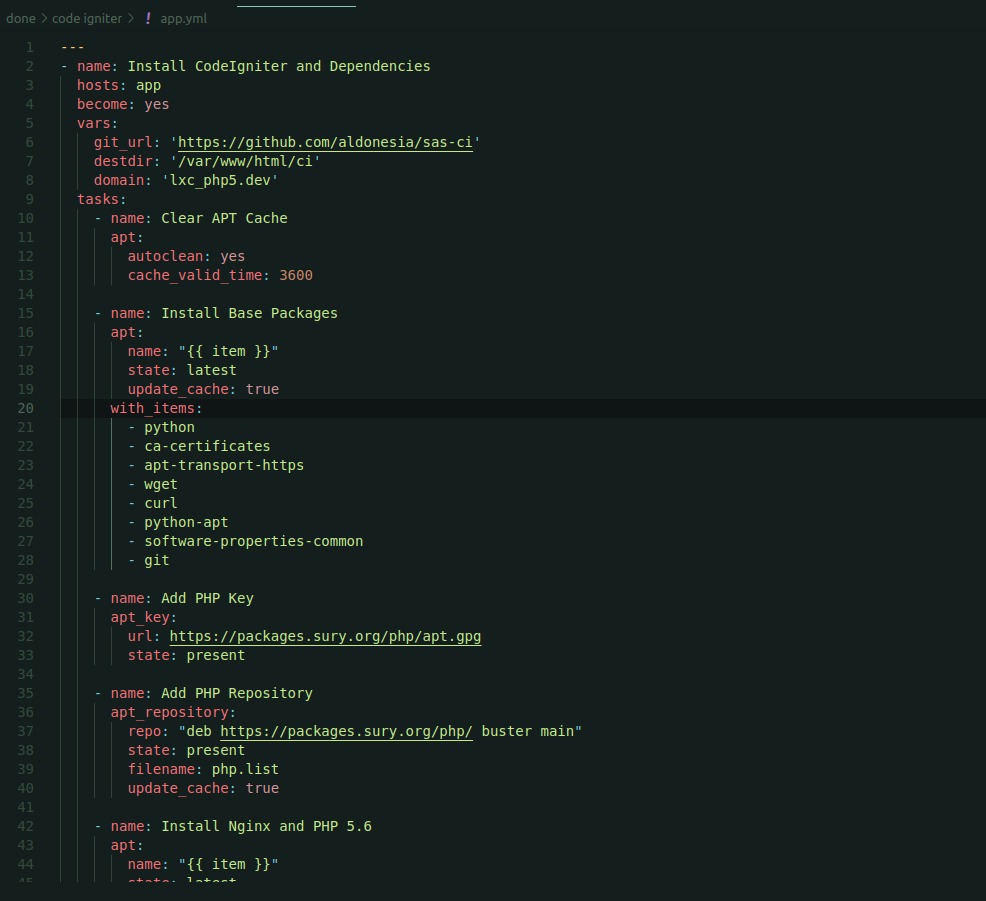 done > code igniter > ! app.yml
1 ---
2 - name: Install CodeIgniter and Dependencies
3   hosts: app
4   become: yes
5   vars:
6     git_url: 'https://github.com/aldonesia/sas-ci'
7     destdir: '/var/www/html/ci'
8     domain: 'lxc_php5.dev'
9   tasks:
10     - name: Clear APT Cache
11       apt:
12         autoclean: yes
13         cache_valid_time: 3600
14
15     - name: Install Base Packages
16       apt:
17         name: "{{ item }}"
18         state: latest
19         update_cache: true
20       with_items:
21         - python
22         - ca-certificates
23         - apt-transport-https
24         - wget
25         - curl
26         - python-apt
27         - software-properties-common
28         - git
29
30     - name: Add PHP Key
31       apt_key:
32         url: https://packages.sury.org/php/apt.gpg
33         state: present
34
35     - name: Add PHP Repository
36       apt_repository:
37         repo: "deb https://packages.sury.org/php/ buster main"
38         state: present
39         filename: php.list
40         update_cache: true
41
42     - name: Install Nginx and PHP 5.6
43       apt:
44         name: "{{ item }}"
45         state: latest